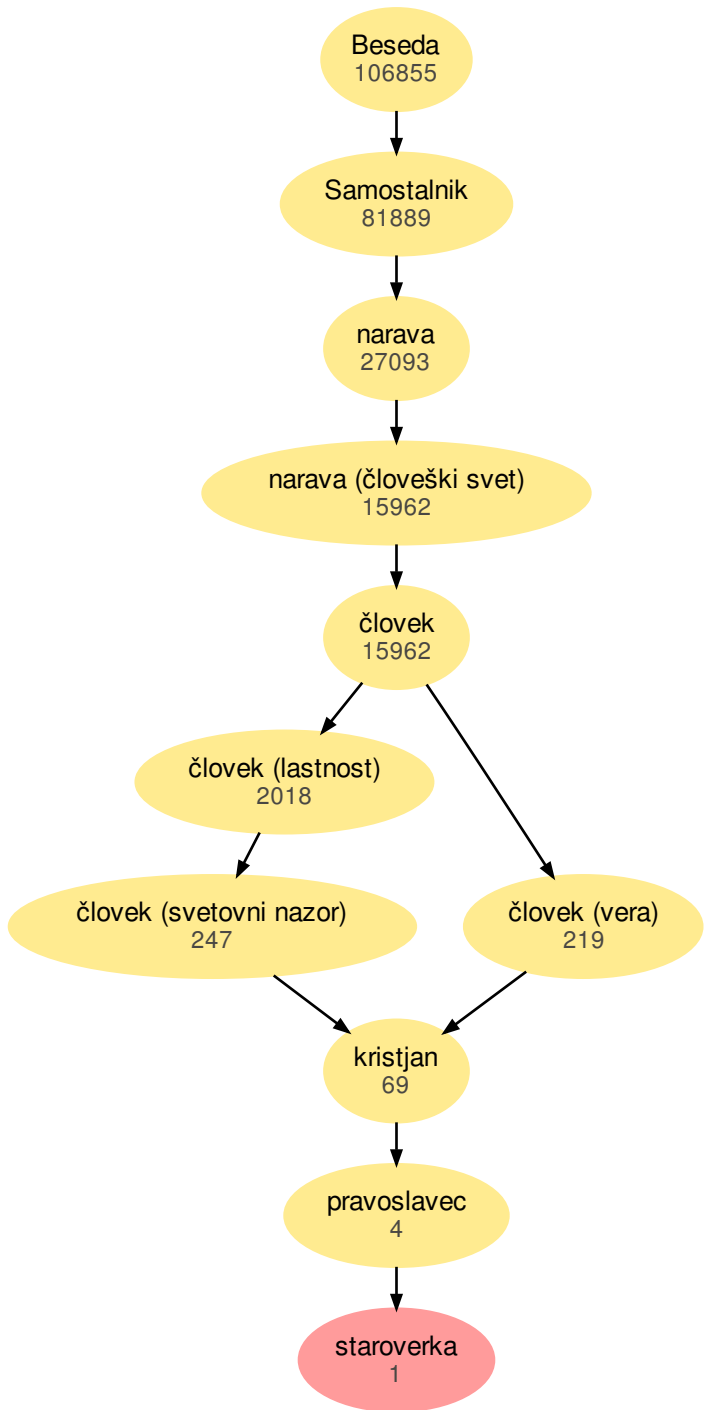 Beseda
106855
Samostalnik
81889
narava
27093
narava (človeški svet)
15962
človek
15962
človek (lastnost)
2018
človek (svetovni nazor)
247
človek (vera)
219
kristjan
69
pravoslavec
4
staroverka
1